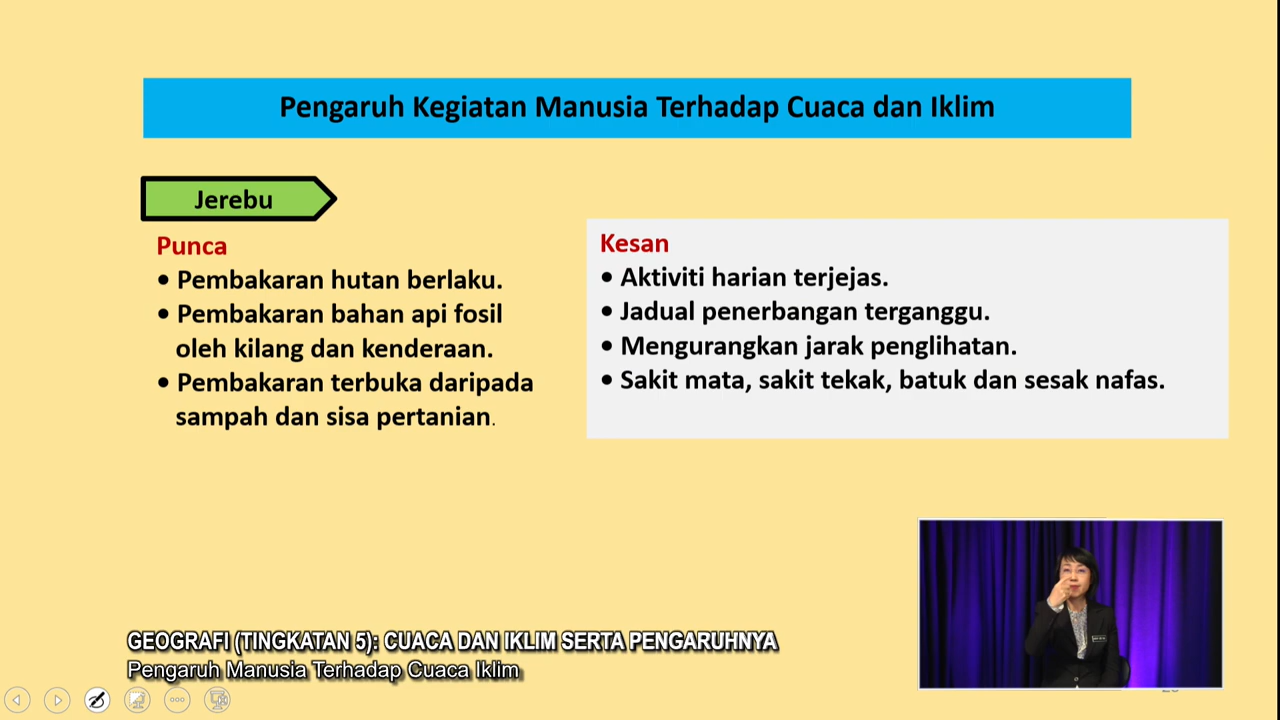 Pengaruh Kegiatan Manusia Terhadap Cuaca dan Iklim
Jerebu
Punca
• Pembakaran hutan berlaku.
• Pembakaran bahan api fosil
oleh kilang dan kenderaan.
• Pembakaran terbuka daripada
sampah dan sisa pertanian.
Kesan
• Aktiviti harian terjejas.
• Jadual penerbangan terganggu.
• Mengurangkan jarak penglihatan.
• Sakit mata, sakit tekak, batuk dan sesak nafas.
GEOGRAFI (TINGKATAN 5): CUACA DAN IKLIM SERTA PENGARUHNYA
Pengaruh Manusia Terhadap Cuaca Iklim